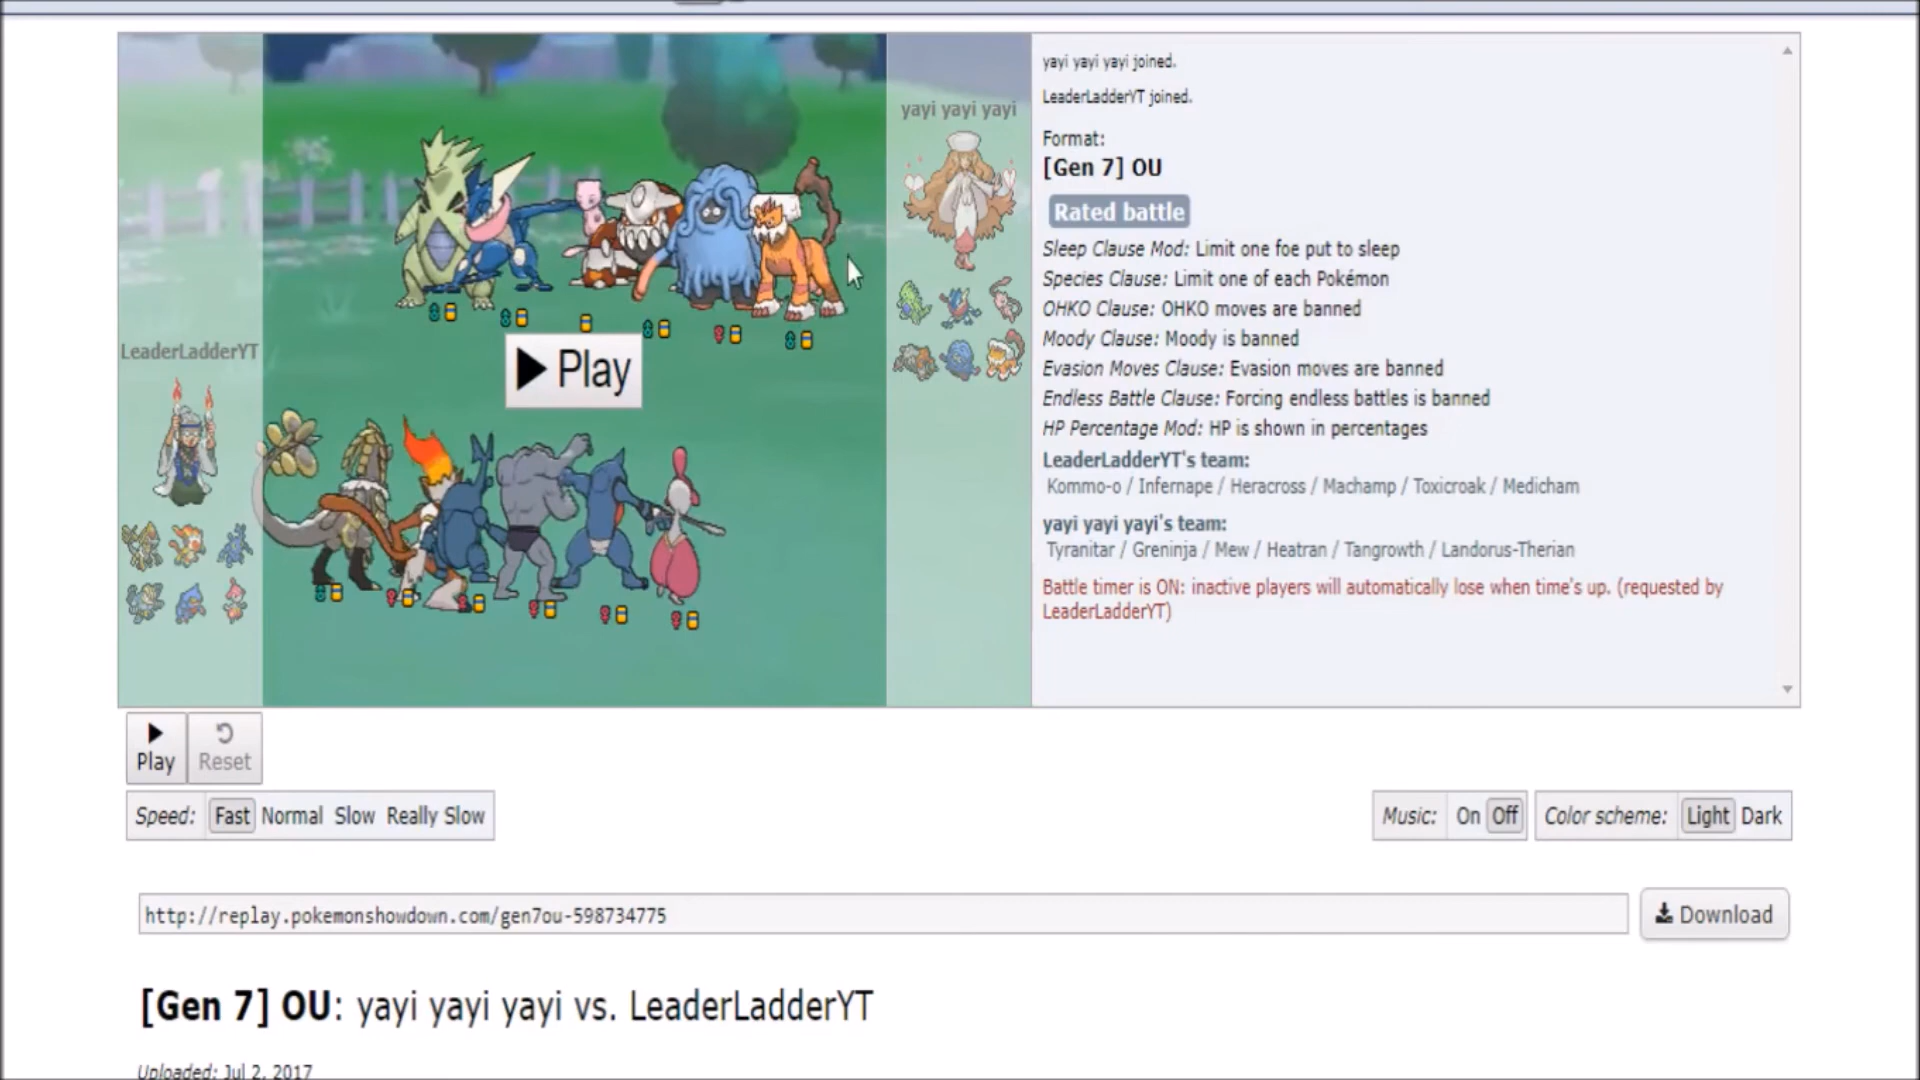 yayi yayi yayi joined.
LeaderLadderYT joined.
Format:
[Gen 7] OU
Rated battle
Sleep Clause Mod: Limit one foe put to sleep
Species Clause: Limit one of each Pokémon
OHKO Clause: OHKO moves are banned
Moody Clause: Moody is banned
Evasion Moves Clause: Evasion moves are banned
Endless Battle Clause: Forcing endless battles is banned
HP Percentage Mod: HP is shown in percentages
LeaderLadderYT's team:
Kommo-o / Infernape / Heracross / Machamp / Toxicroak / Medicham
yayi yayi yayi's team:
Tyranitar / Greninja / Mew / Heatran / Tangrowth / Landorus-Therian
Battle timer is ON: inactive players will automatically lose when time's up. (requested by
LeaderLadderYT)
yayi yayi yayi
LeaderLadderYT
Play
Play
Reset
Speed: Fast Normal Slow Really Slow
Music: On Off
Color scheme: Light Dark
http://replay.pokemonshowdown.com/gen7ou-598734775
Download
[Gen 7] OU: yayi yayi yayi vs. LeaderLadderYT
Uploaded: Jul 2, 2017